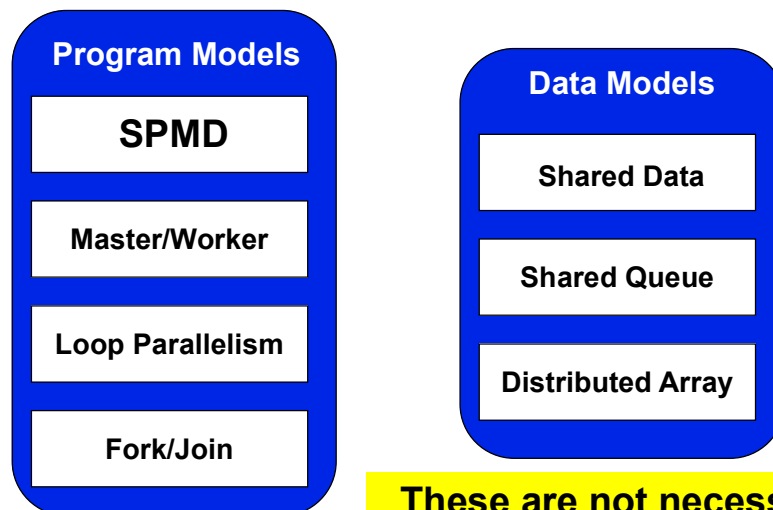 Program Models
SPMD
Master/Worker
Loop Parallelism
Fork/Join
Data Models
Shared Data
Shared Queue
Distributed Array
These are not